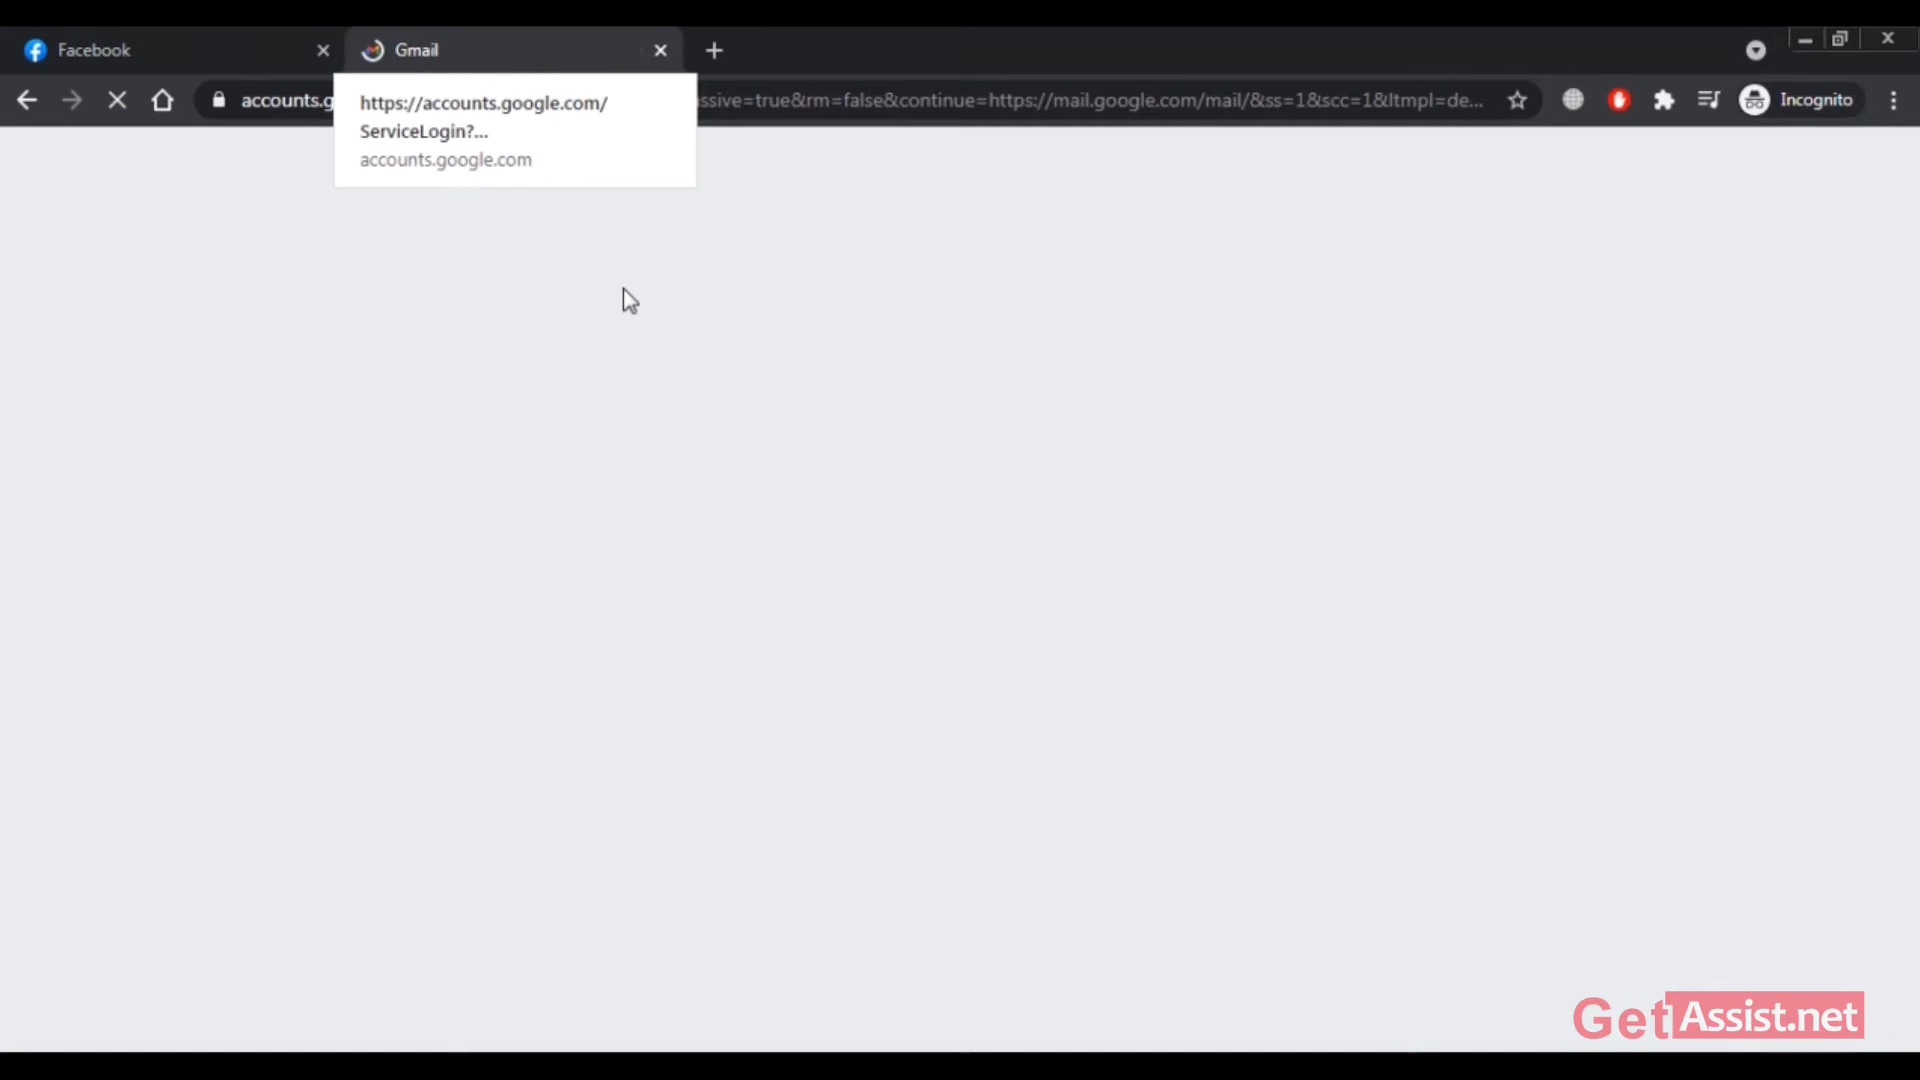 Facebook
Gmail
accounts.g
ssive=true&rm=false&continue=https://mail.google.com/mail/&ss=1&scc=1&ltmpl=de...
Incognito
https://accounts.google.com/
ServiceLogin?...
accounts.google.com
GetAssist.net